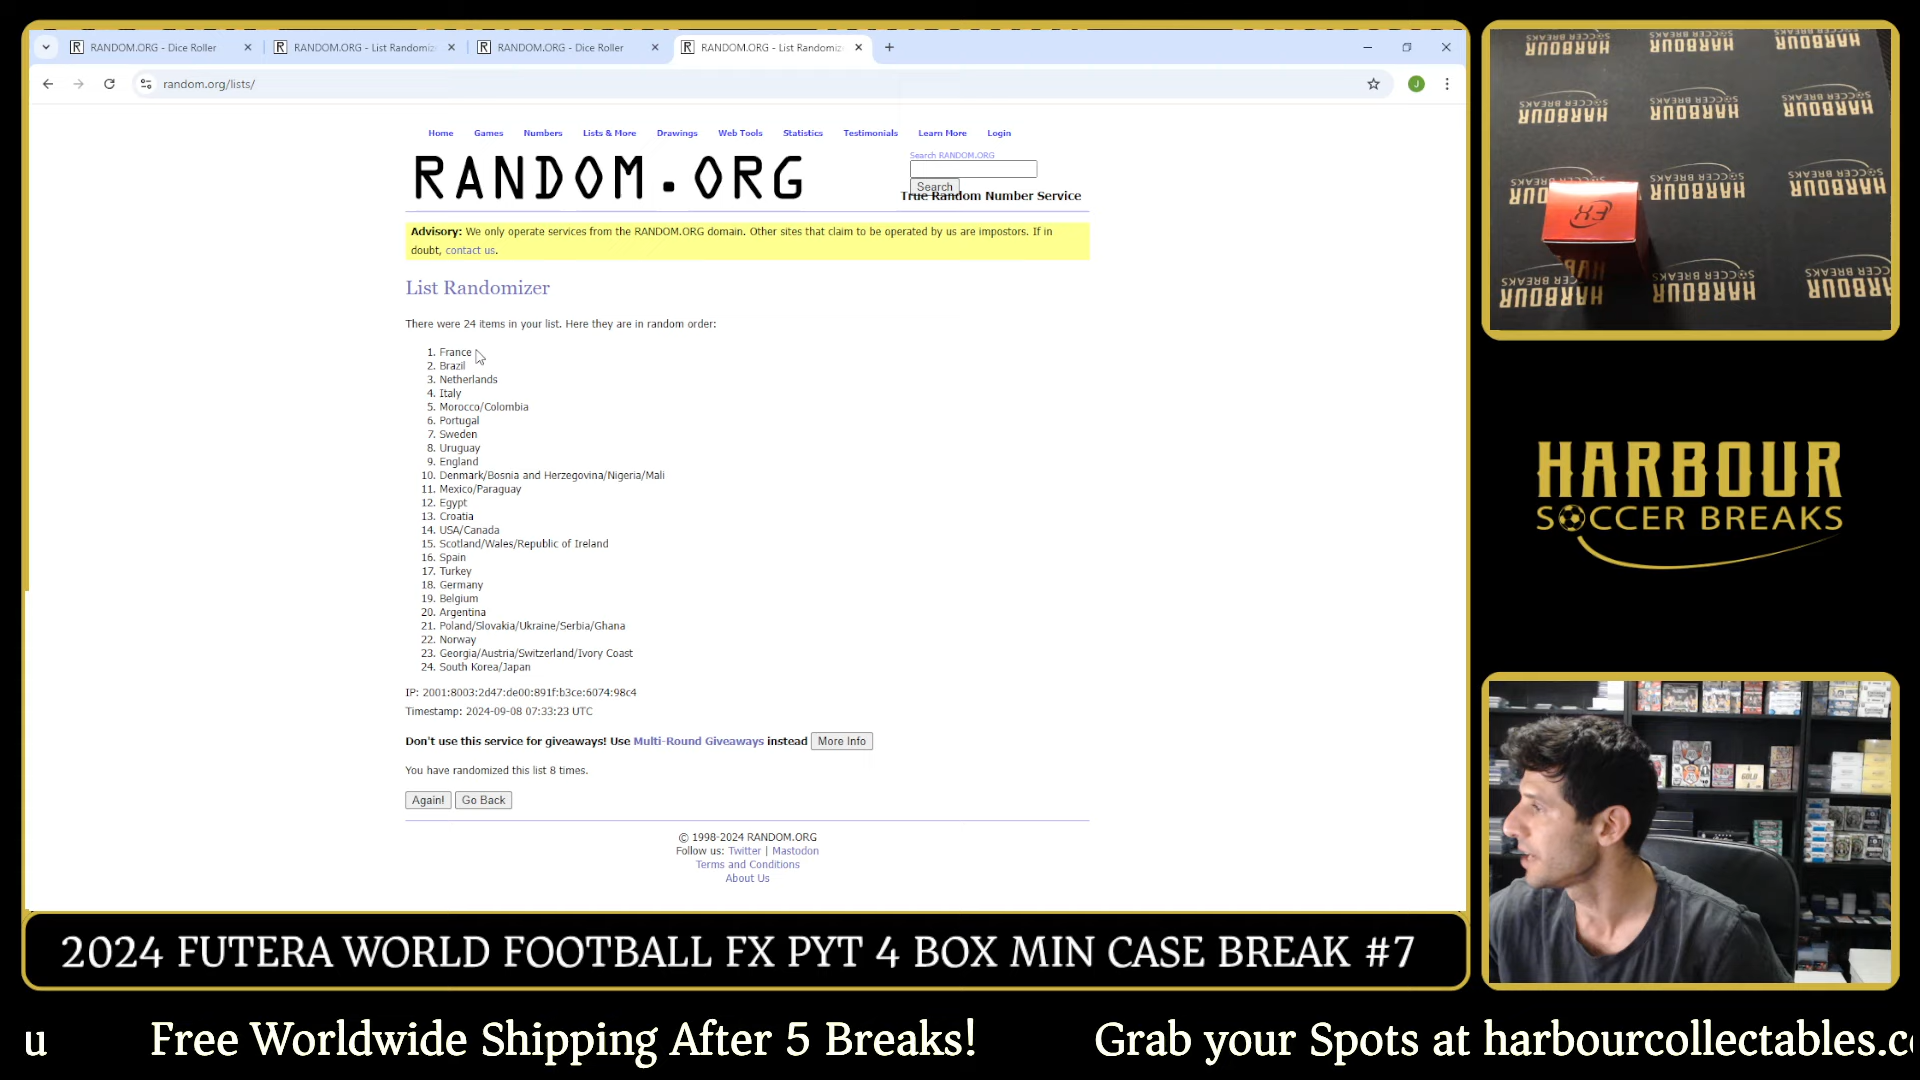 RANDOM.ORG - Dice Roller
RANDOM.ORG - List Randomiz
RANDOM.ORG - Dice Roller
RANDOM.ORG - List Randomiz
random.org/lists/
J
Home Games Numbers Lists & More Drawings Web Tools Statistics Testimonials Learn More Login
RANDOM.ORG
Search RANDOM.ORG
Search
True Random Number Service
Advisory: We only operate services from the RANDOM.ORG domain. Other sites that claim to be operated by us are impostors. If in
doubt, contact us.
List Randomizer
There were 24 items in your list. Here they are in random order:
1. France
2. Brazil
3. Netherlands
4. Italy
5. Morocco/Colombia
6. Portugal
7. Sweden
8. Uruguay
9. England
10. Denmark/Bosnia and Herzegovina/Nigeria/Mali
11. Mexico/Paraguay
12. Egypt
13. Croatia
14. USA/Canada
15. Scotland/Wales/Republic of Ireland
16. Spain
17. Turkey
18. Germany
19. Belgium
20. Argentina
21. Poland/Slovakia/Ukraine/Serbia/Ghana
22. Norway
23. Georgia/Austria/Switzerland/Ivory Coast
24. South Korea/Japan
IP: 2001:8003:2d47:de00:891f:b3ce:6074:98c4
Timestamp: 2024-09-08 07:33:23 UTC
Don't use this service for giveaways! Use Multi-Round Giveaways instead More Info
You have randomized this list 8 times.
Again! Go Back
© 1998-2024 RANDOM.ORG
Follow us: Twitter | Mastodon
Terms and Conditions
About Us
HARBOUR
SOCCER BREAKS
2024 FUTERA WORLD FOOTBALL FX PYT 4 BOX MIN CASE BREAK #7
u Free Worldwide Shipping After 5 Breaks! Grab your Spots at harbourcollectables.c